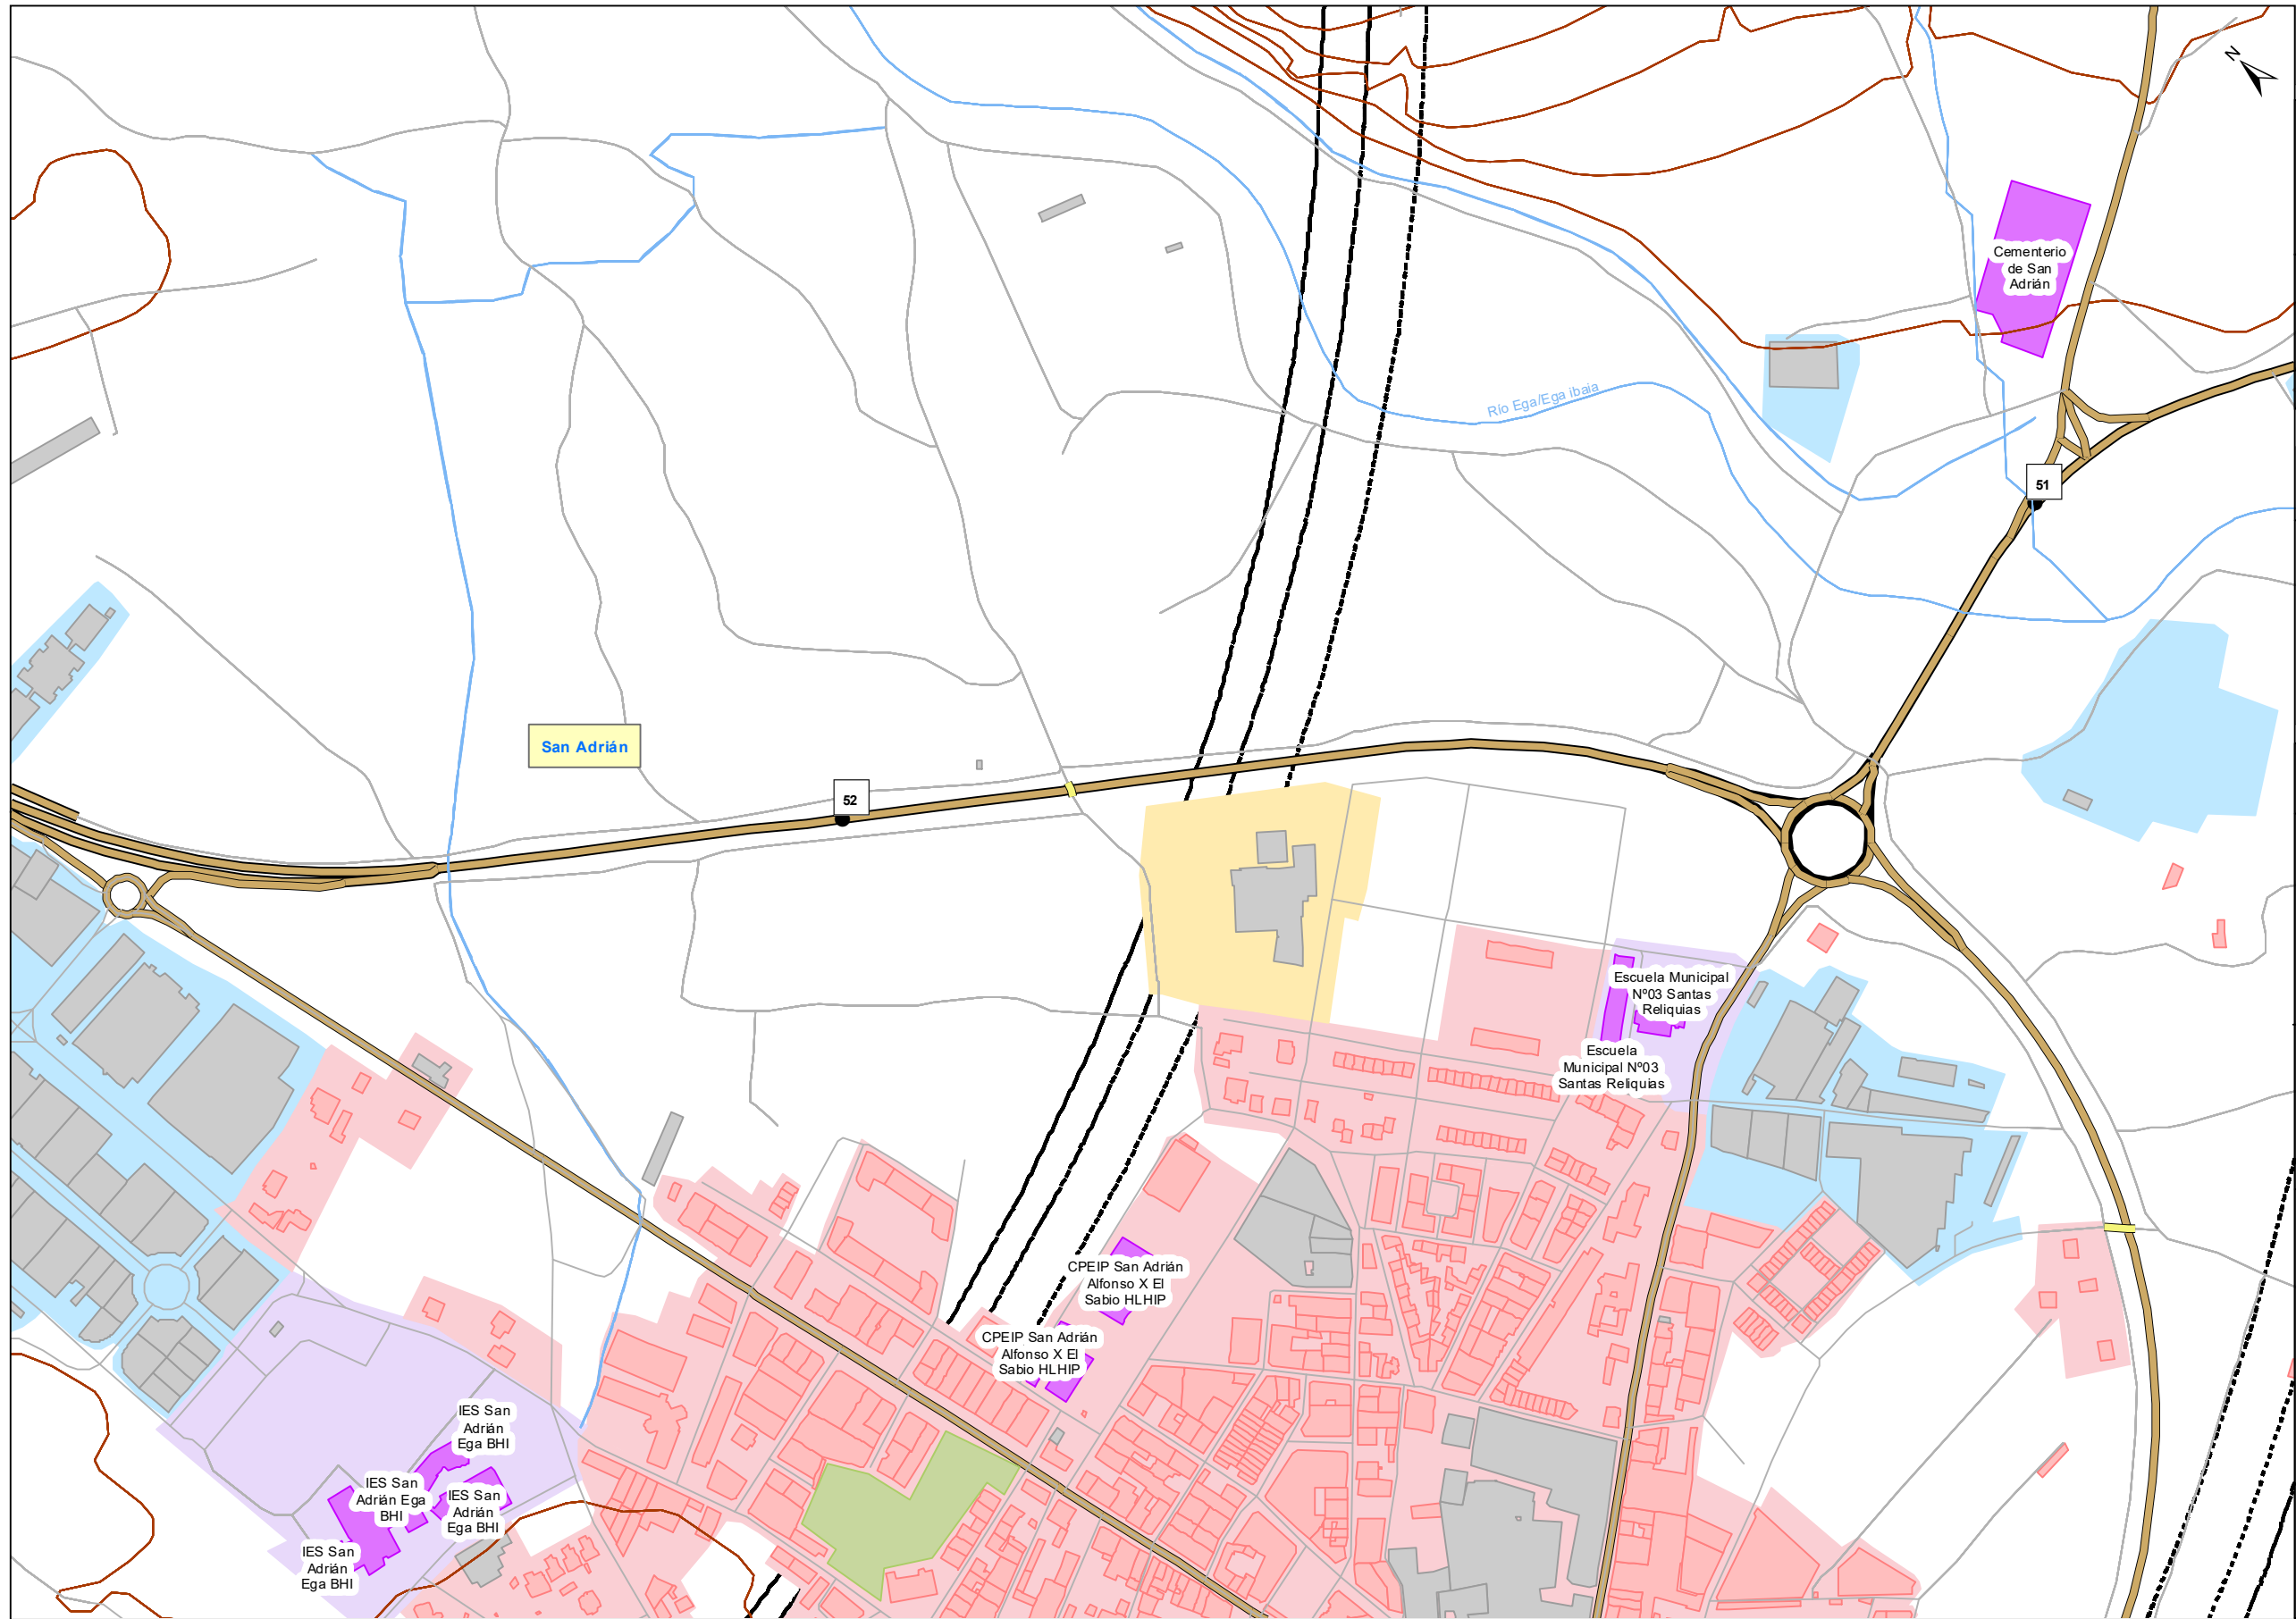 N
Cementerio
de San
Adrián
Río Ega/Ega ibaia
51
San Adrián
52
Escuela Municipal
Nº03 Santas
Reliquias
Escuela
Municipal Nº03
Santas Reliquias
CPEIP San Adrián
Alfonso X El
Sabio HLHIP
CPEIP San Adrián
Alfonso X El
Sabio HLHIP
IES San
Adrián
Ega BHI
IES San
Adrián Ega
BHI
IES San
Adrián
Ega BHI
IES San
Adrián
Ega BHI